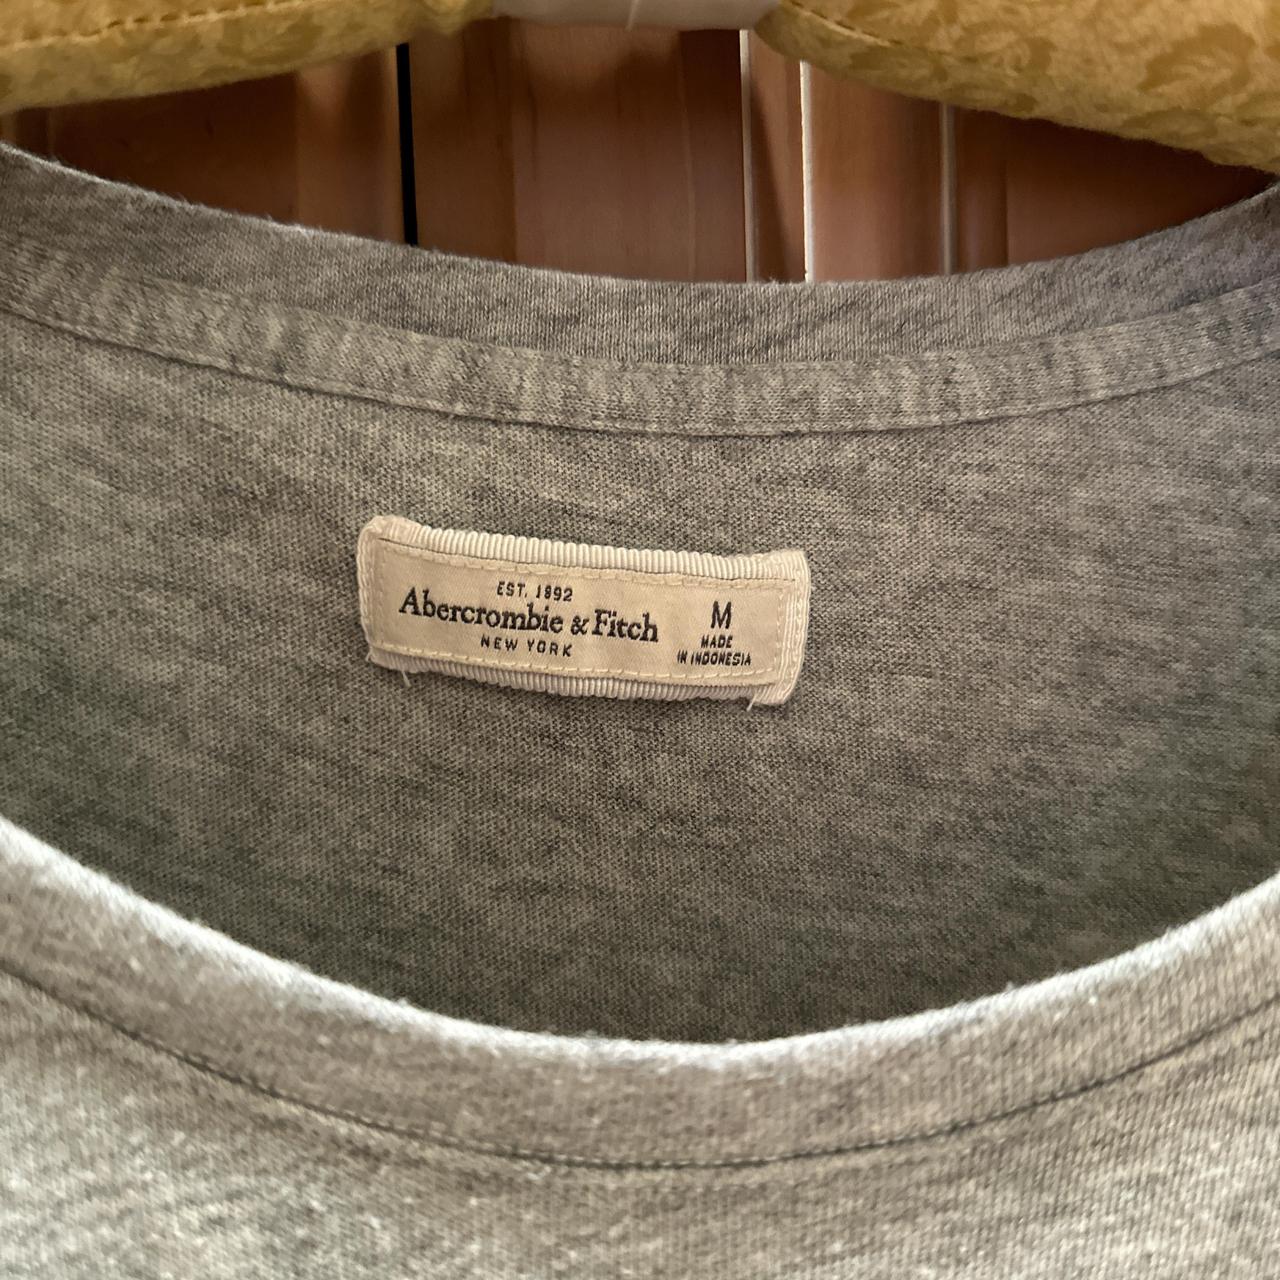 EST. 1892
Abercrombie & Fitch
NEW YORK
M
MADE
IN INDONESIA